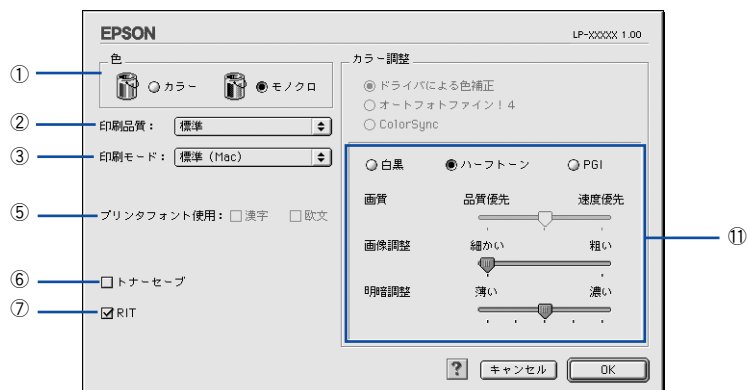 EPSON
LP-XXXXX 1.00
色
カラー
モノクロ
カラー調整
ドライバによる色補正
オートフォトファイン!4
ColorSync
①
②
印刷品質: 標準
③
印刷モード: 標準(Mac)
白黒
ハーフトーン
PGI
⑤
プリンタフォント使用: 漢字 欧文
画質
品質優先
速度優先
⑪
画像調整
細かい
粗い
⑥
トナーセーブ
明暗調整
薄い
濃い
⑦
RIT
?
キャンセル
OK